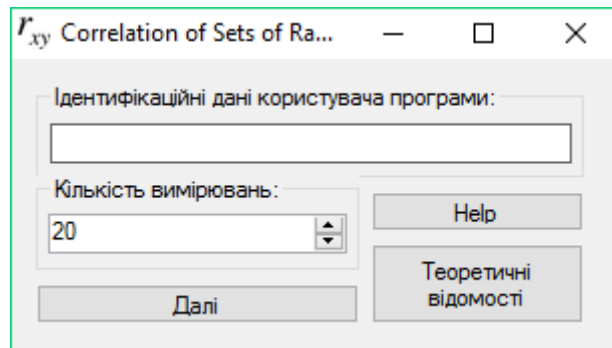 r_xy Correlation of Sets of Ra...
Ідентифікаційні дані користувача програми:
Кількість вимірювань:
20
Help
Теоретичні
відомості
Далі